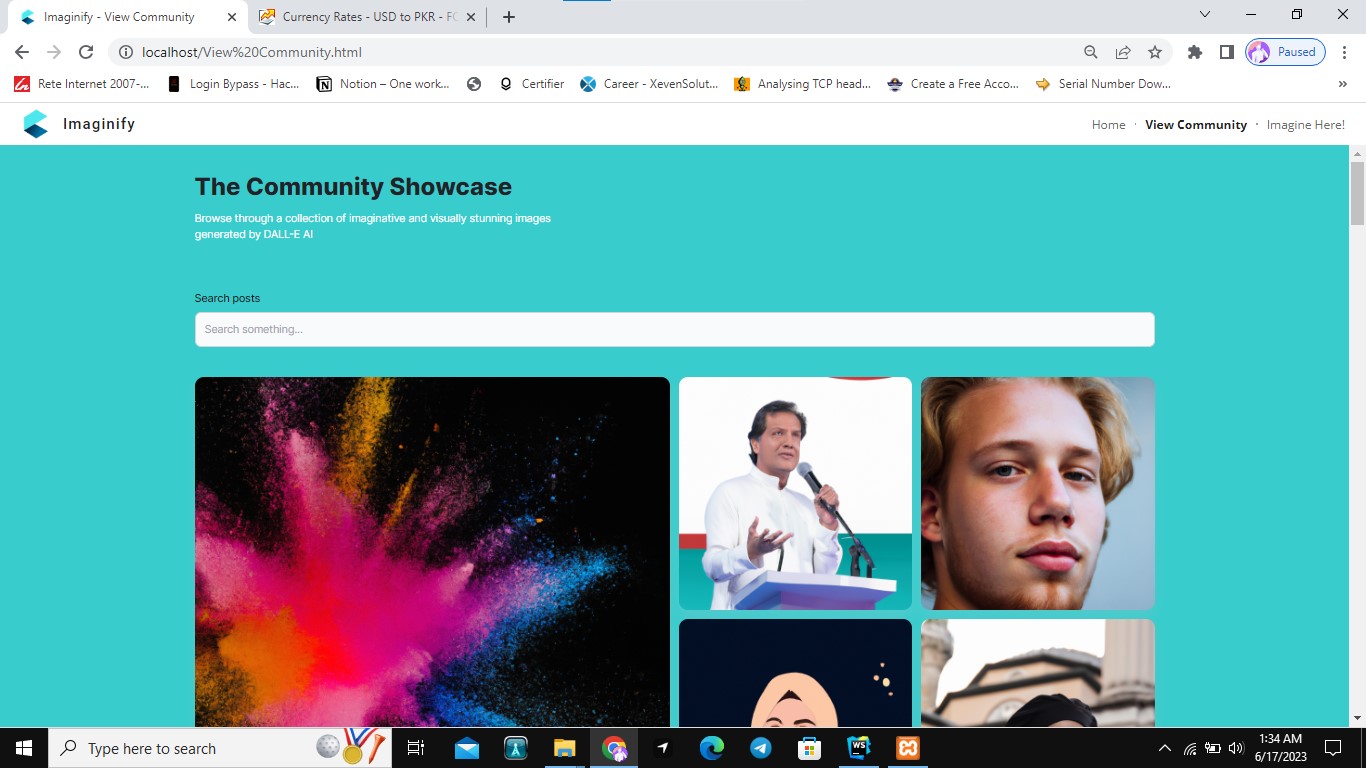 Imaginify - View Community
Currency Rates - USD to PKR - FC
localhost/View%20Community.html
Paused
Rete Internet 2007-...
Login Bypass - Hac...
Notion – One work...
Certifier
Career - XevenSolut...
Analysing TCP head...
Create a Free Acco...
Serial Number Dow...
»
Imaginify
Home · View Community · Imagine Here!
The Community Showcase
Browse through a collection of imaginative and visually stunning images
generated by DALL-E AI
Search posts
Search something...
Type here to search
WS
1:34 AM
6/17/2023